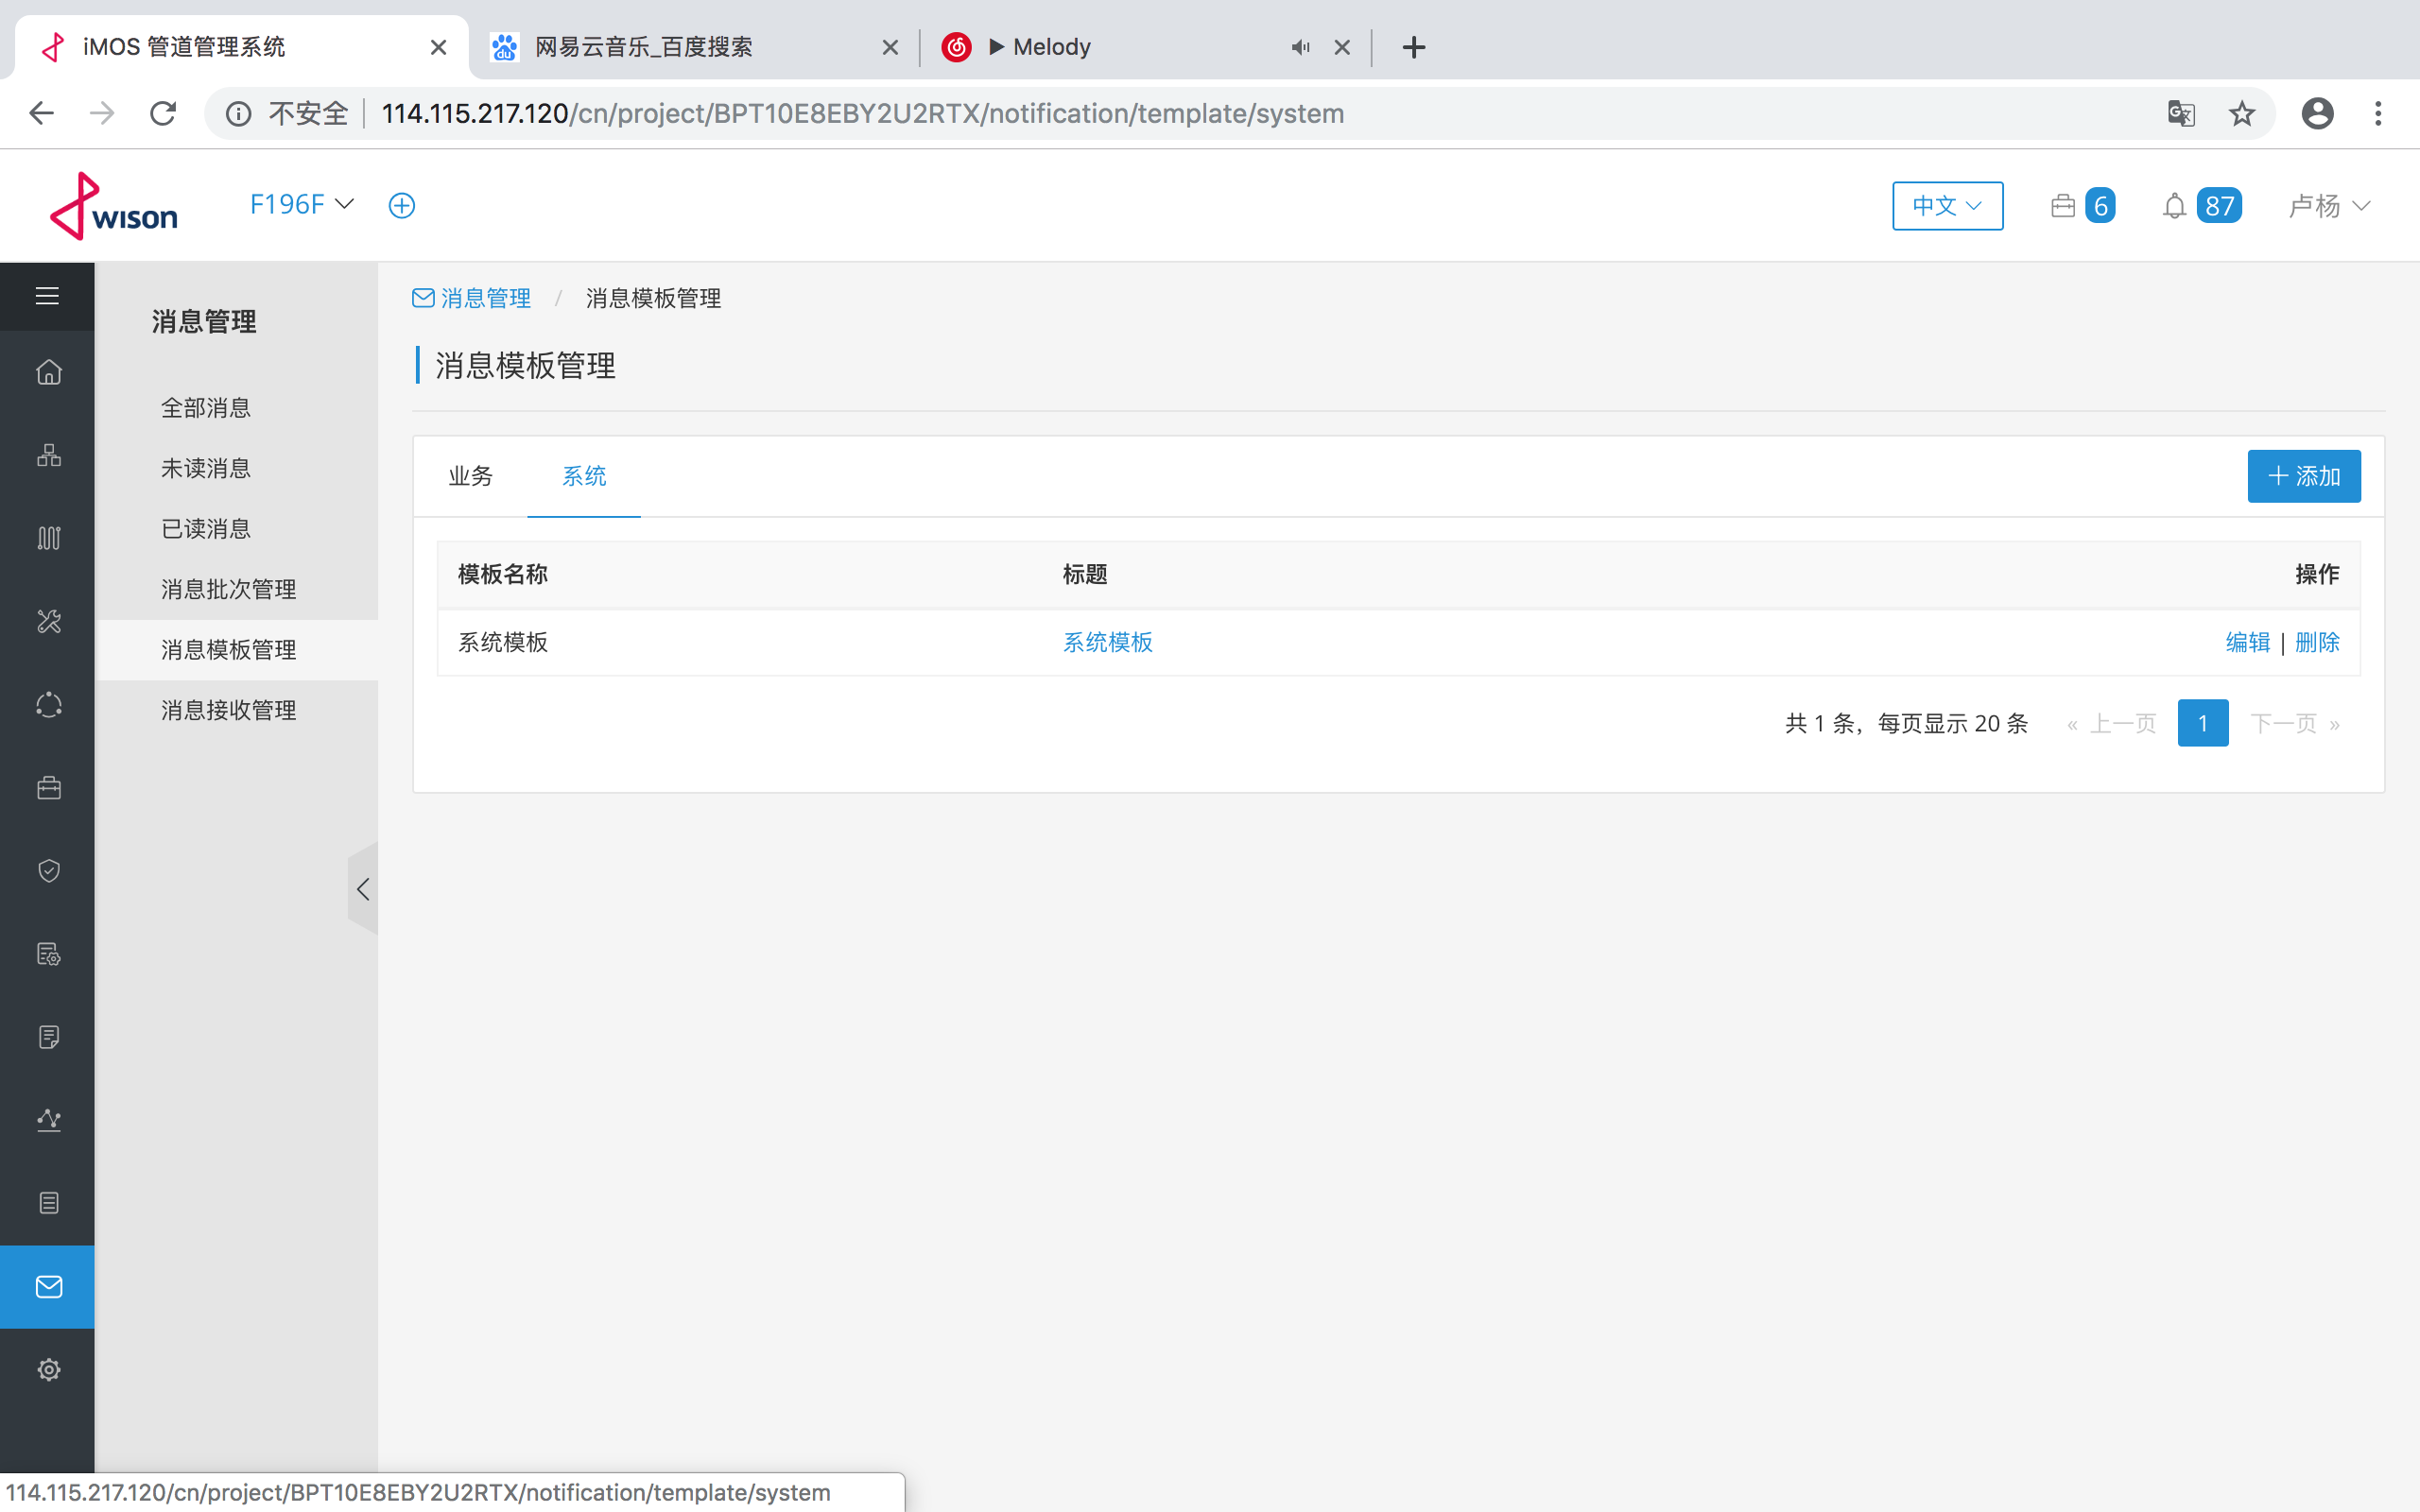 iMOS 管道管理系统
网易云音乐_百度搜索
▶ Melody
不安全 114.115.217.120/cn/project/BPT10E8EBY2U2RTX/notification/template/system
wison
F196F
中文
6
87
卢杨
消息管理
全部消息
未读消息
已读消息
消息批次管理
消息模板管理
消息接收管理
消息管理 / 消息模板管理
消息模板管理
业务 系统
添加
模板名称 标题 操作
系统模板 系统模板 编辑 | 删除
共 1 条，每页显示 20 条 « 上一页 1 下一页 »
114.115.217.120/cn/project/BPT10E8EBY2U2RTX/notification/template/system